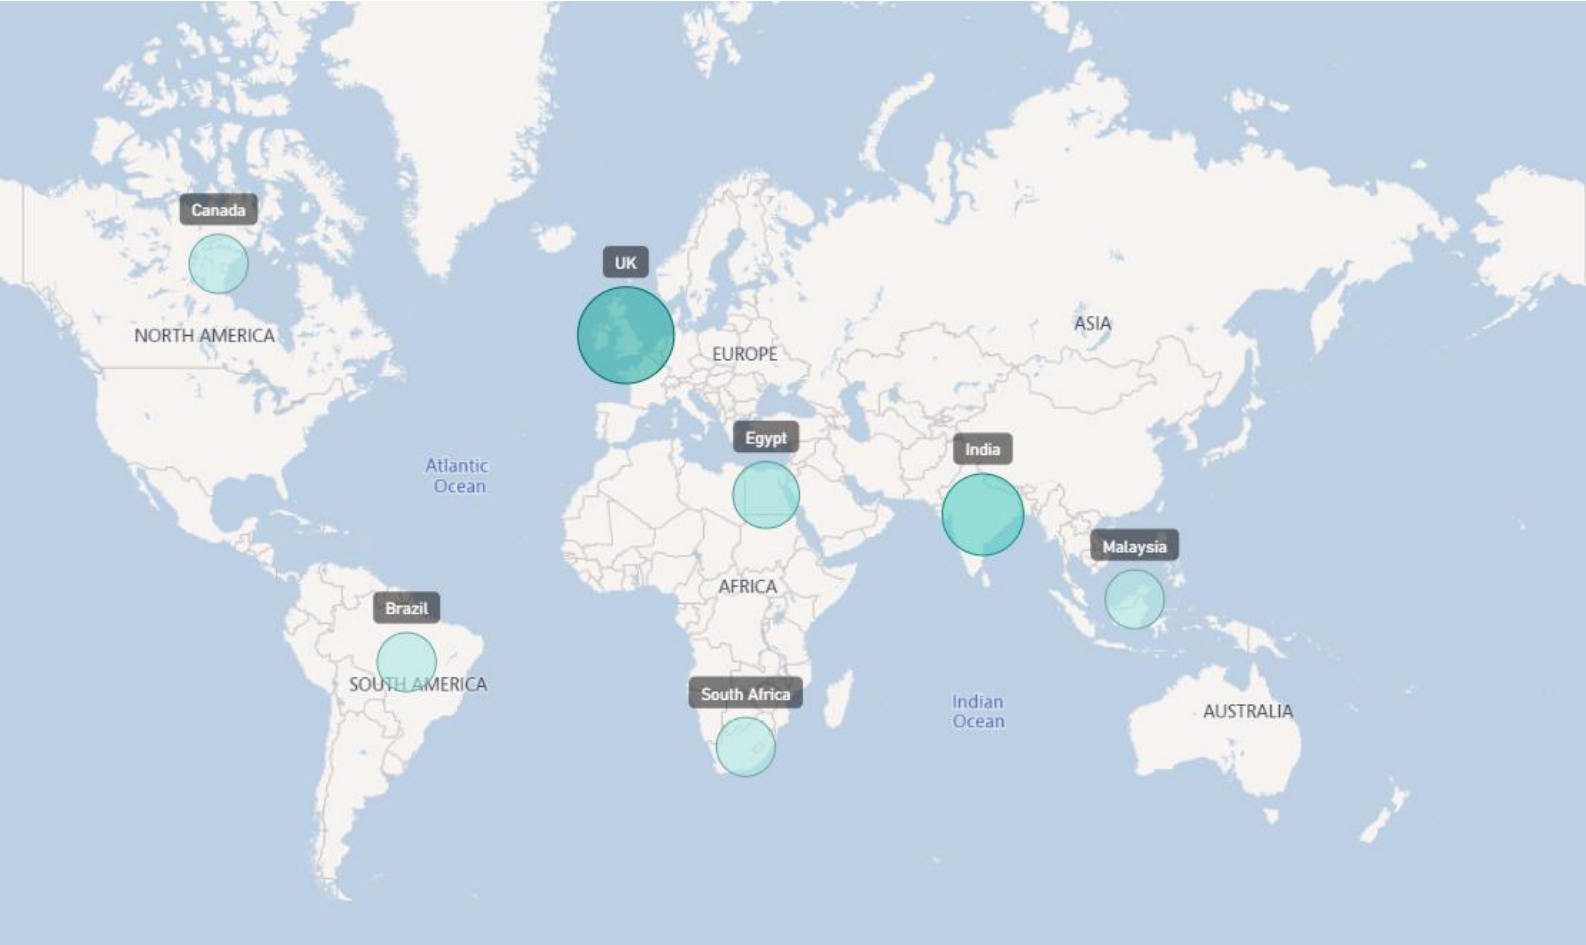 Canada
UK
NORTH AMERICA
ASIA
EUROPE
Egypt
India
Atlantic
Ocean
Malaysia
AFRICA
Brazil
SOUTH AMERICA
South Africa
Indian
Ocean
AUSTRALIA